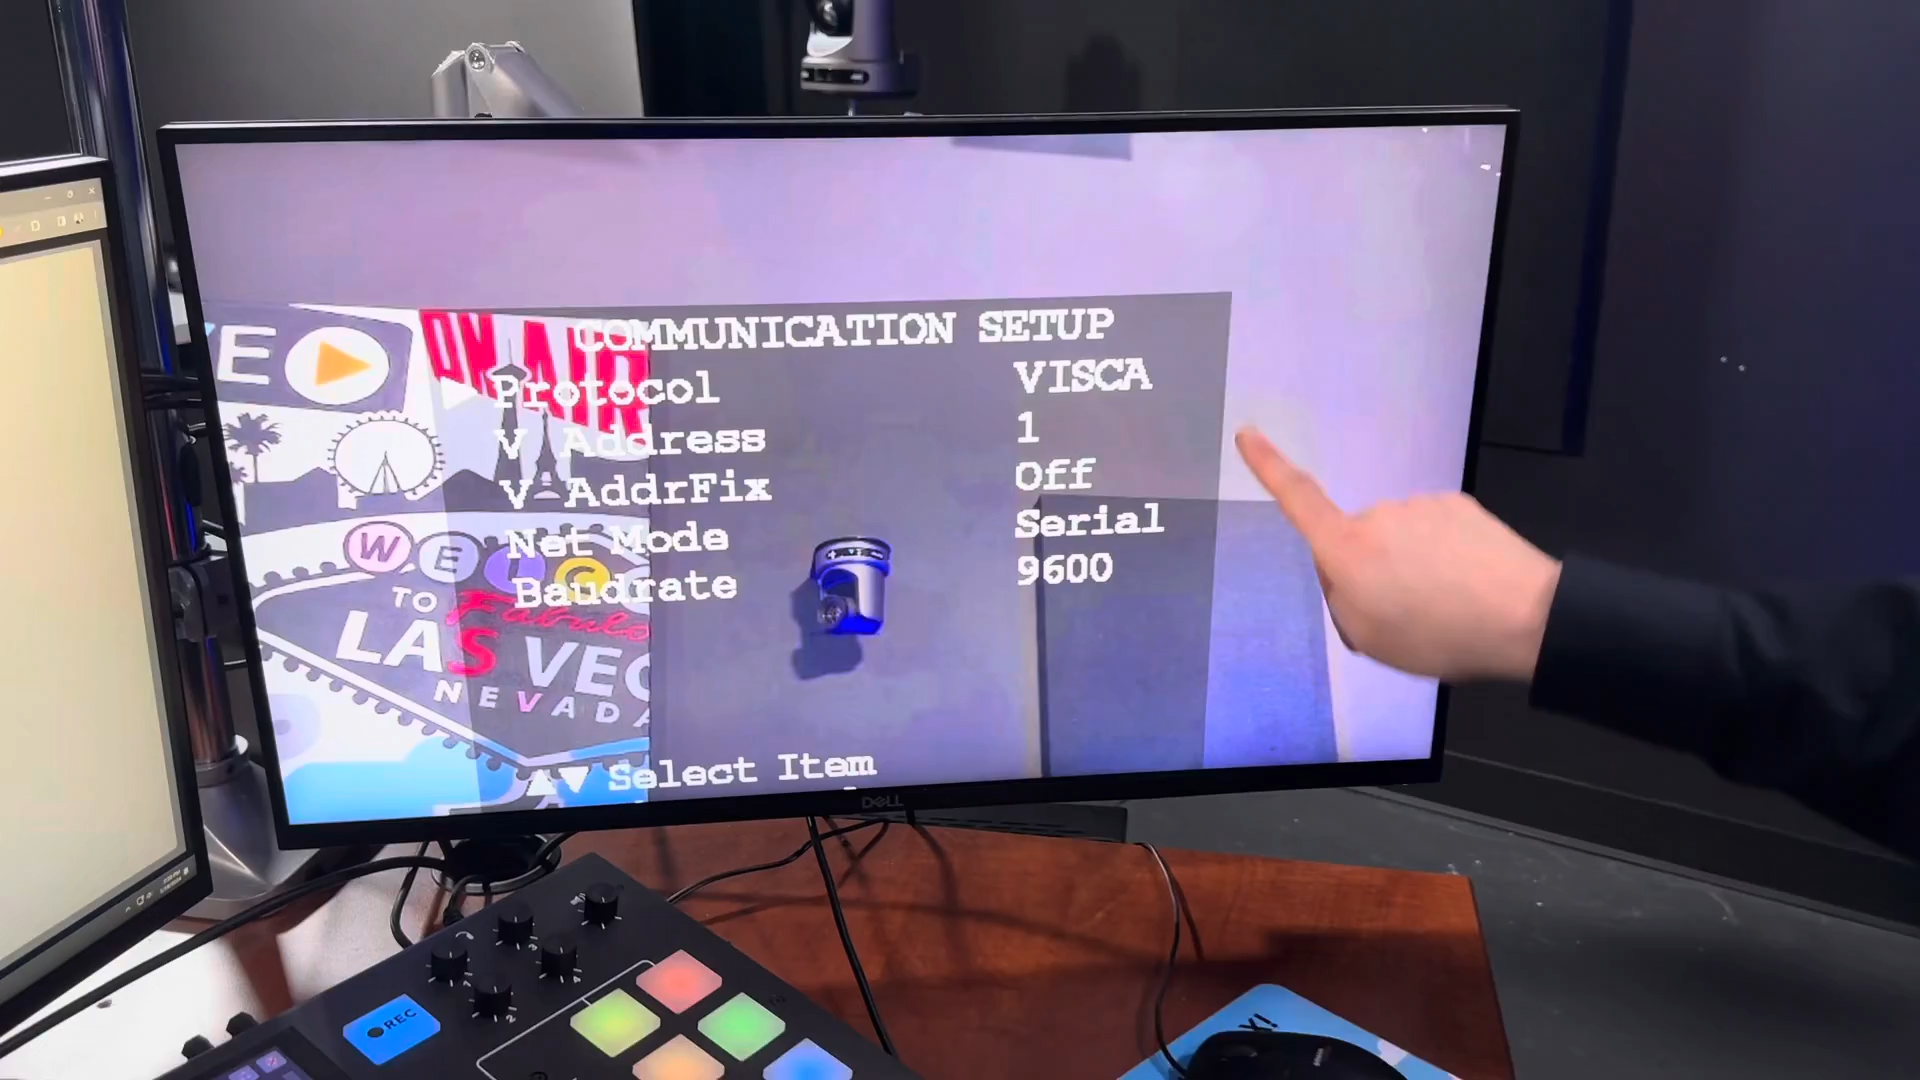 COMMUNICATION SETUP
Protocol VISCA
V Address 1
V AddrFix Off
Net Mode Serial
Baudrate 9600
▲▼ Select Item
ON AIR
WELC
TO Fabulous
LAS VEG
NEVADA
DELL
REC